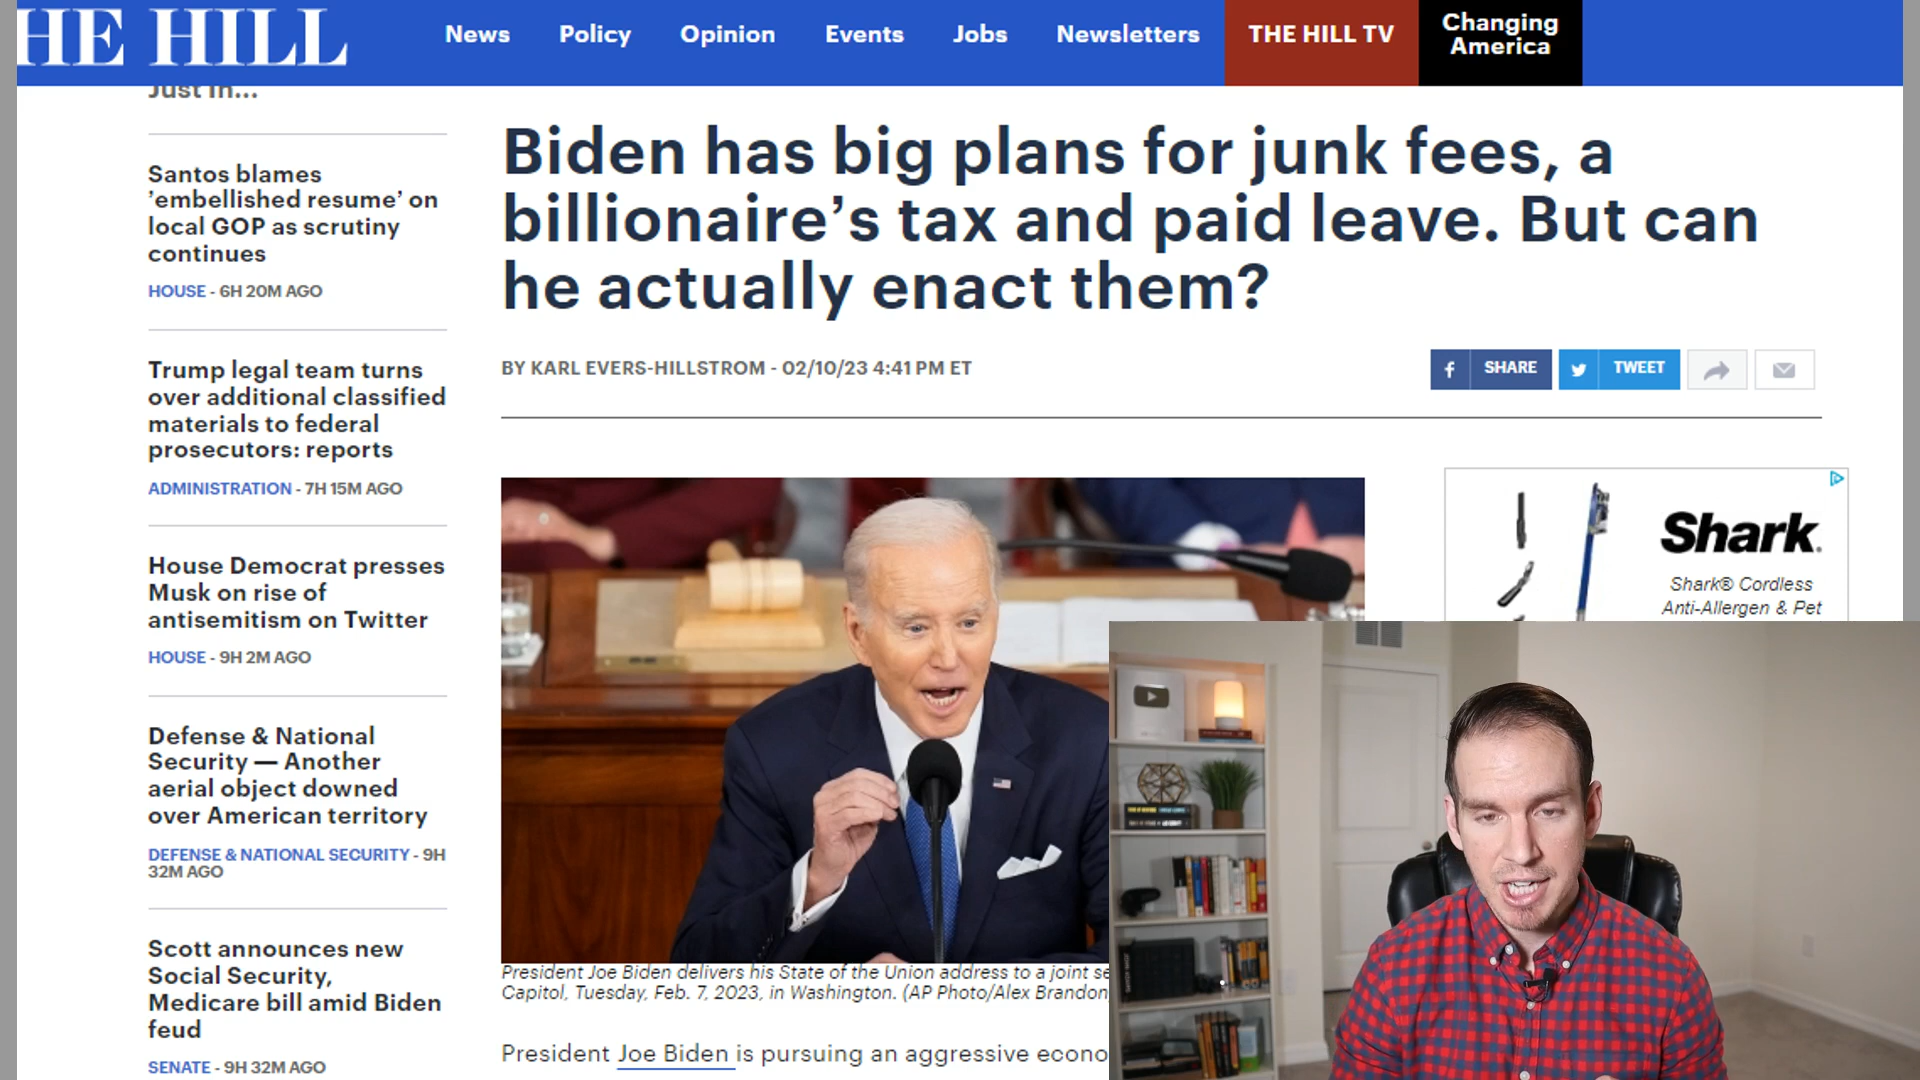 HE HILL
News
Policy
Opinion
Events
Jobs
Newsletters
THE HILL TV
Changing
America
Just In...
Santos blames
’embellished resume’ on
local GOP as scrutiny
continues
HOUSE - 6H 20M AGO
Trump legal team turns
over additional classified
materials to federal
prosecutors: reports
ADMINISTRATION - 7H 15M AGO
House Democrat presses
Musk on rise of
antisemitism on Twitter
HOUSE - 9H 2M AGO
Defense & National
Security — Another
aerial object downed
over American territory
DEFENSE & NATIONAL SECURITY - 9H
32M AGO
Scott announces new
Social Security,
Medicare bill amid Biden
feud
SENATE - 9H 32M AGO
Biden has big plans for junk fees, a
billionaire’s tax and paid leave. But can
he actually enact them?
BY KARL EVERS-HILLSTROM - 02/10/23 4:41 PM ET
SHARE
TWEET
Shark.
Shark® Cordless
Anti-Allergen & Pet
President Joe Biden delivers his State of the Union address to a joint se
Capitol, Tuesday, Feb. 7, 2023, in Washington. (AP Photo/Alex Brandon,
President Joe Biden is pursuing an aggressive econo